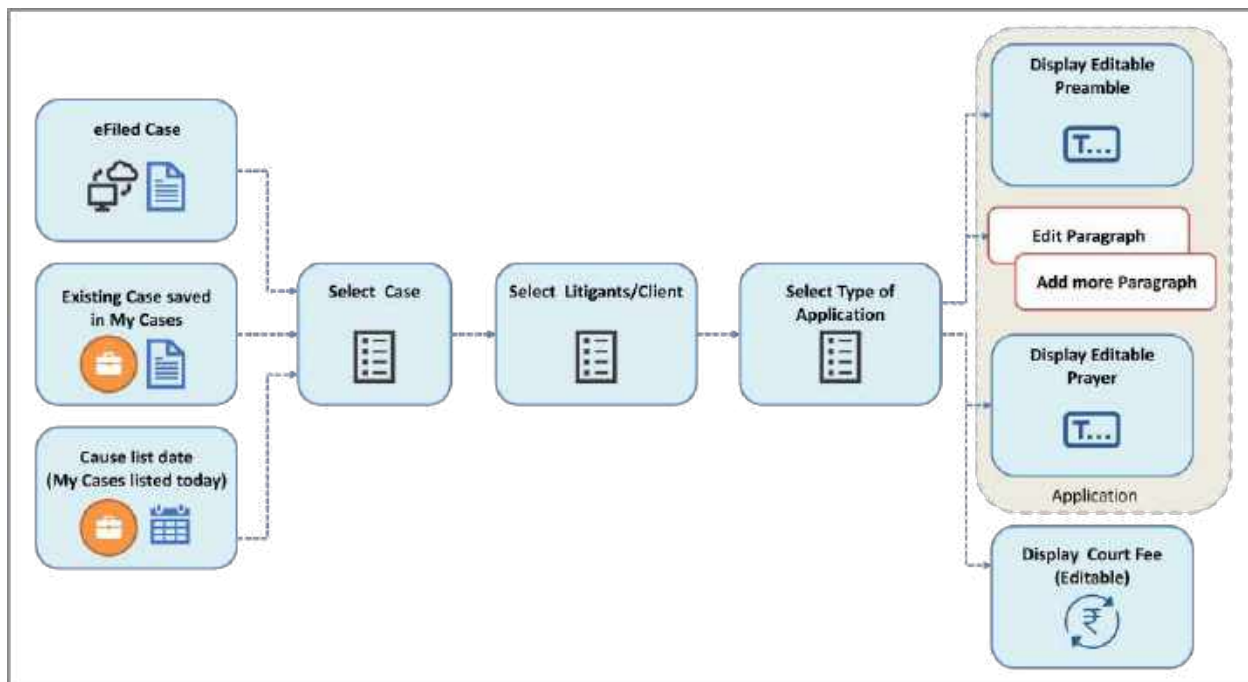 eFiled Case
Existing Case saved
in My Cases
Cause list date
(My Cases listed today)
Select Case
Select Litigants/Client
Select Type of
Application
Display Editable
Preamble
T...
Edit Paragraph
Add more Paragraph
Display Editable
Prayer
T...
Application
Display Court Fee
(Editable)
₹